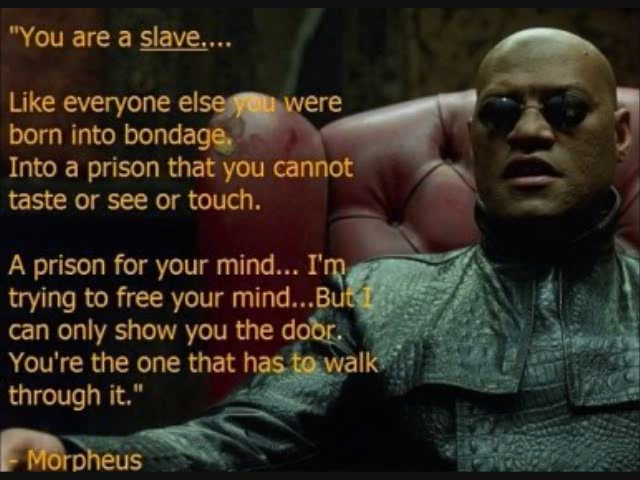 "You are a slave....
Like everyone else you were
born into bondage.
Into a prison that you cannot
taste or see or touch.
A prison for your mind... I'm
trying to free your mind...But I
can only show you the door.
You're the one that has to walk
through it."
- Morpheus